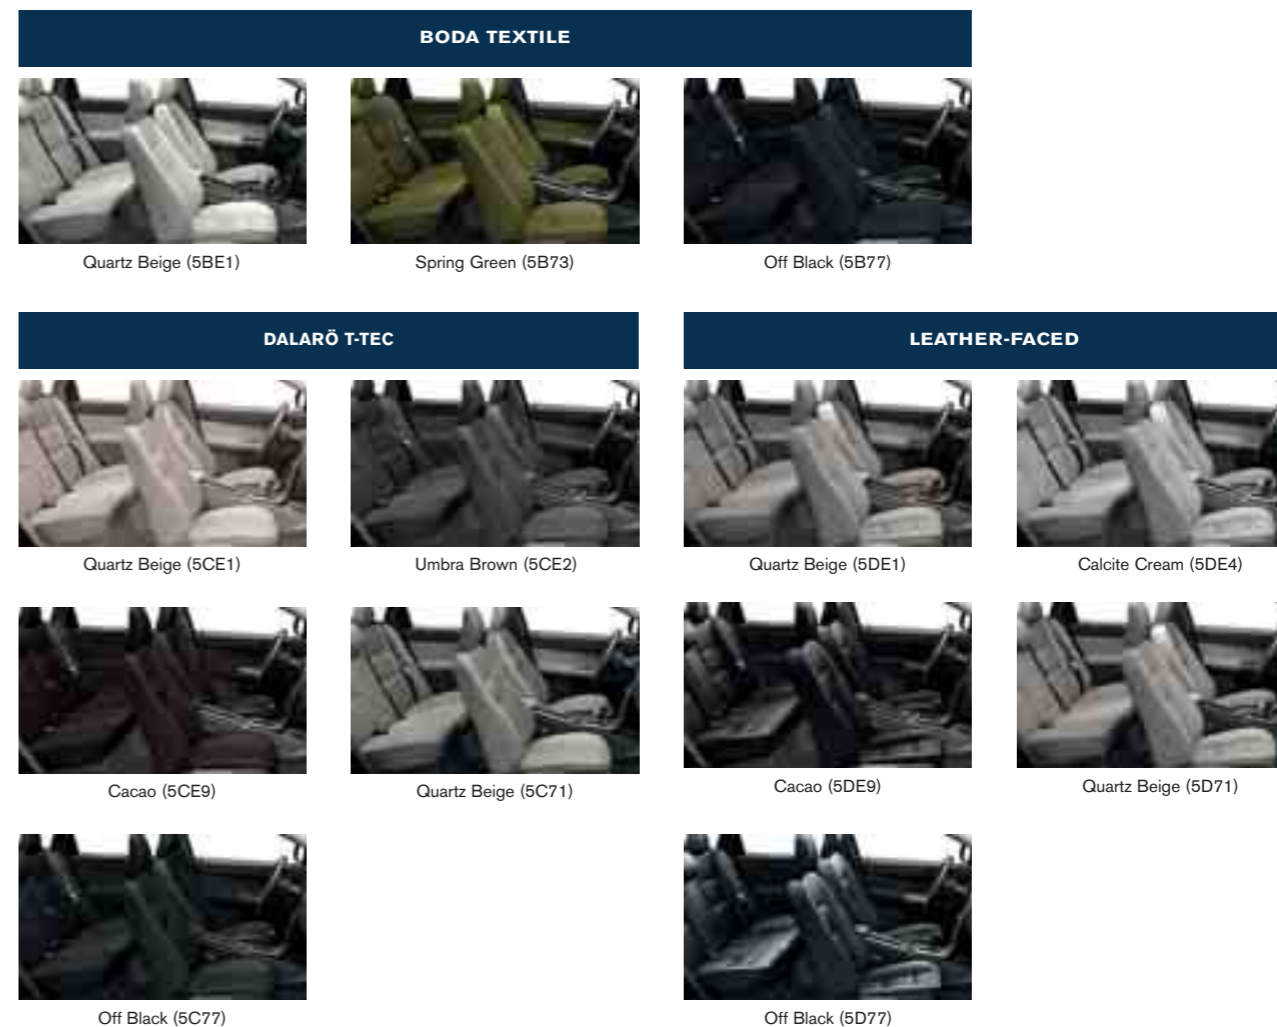 BODA TEXTILE
Quartz Beige (5BE1)
Spring Green (5B73)
Off Black (5B77)
DALARÖ T-TEC
LEATHER-FACED
Quartz Beige (5CE1)
Umbra Brown (5CE2)
Quartz Beige (5DE1)
Calcite Cream (5DE4)
Cacao (5CE9)
Quartz Beige (5C71)
Cacao (5DE9)
Quartz Beige (5D71)
Off Black (5C77)
Off Black (5D77)